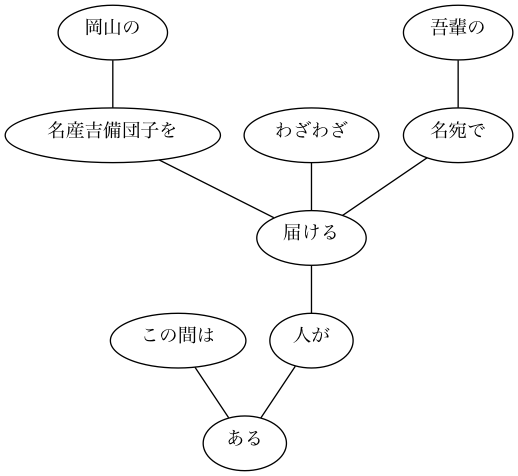 岡山の
吾輩の
名産吉備団子を
わざわざ
名宛で
届ける
この間は
人が
ある